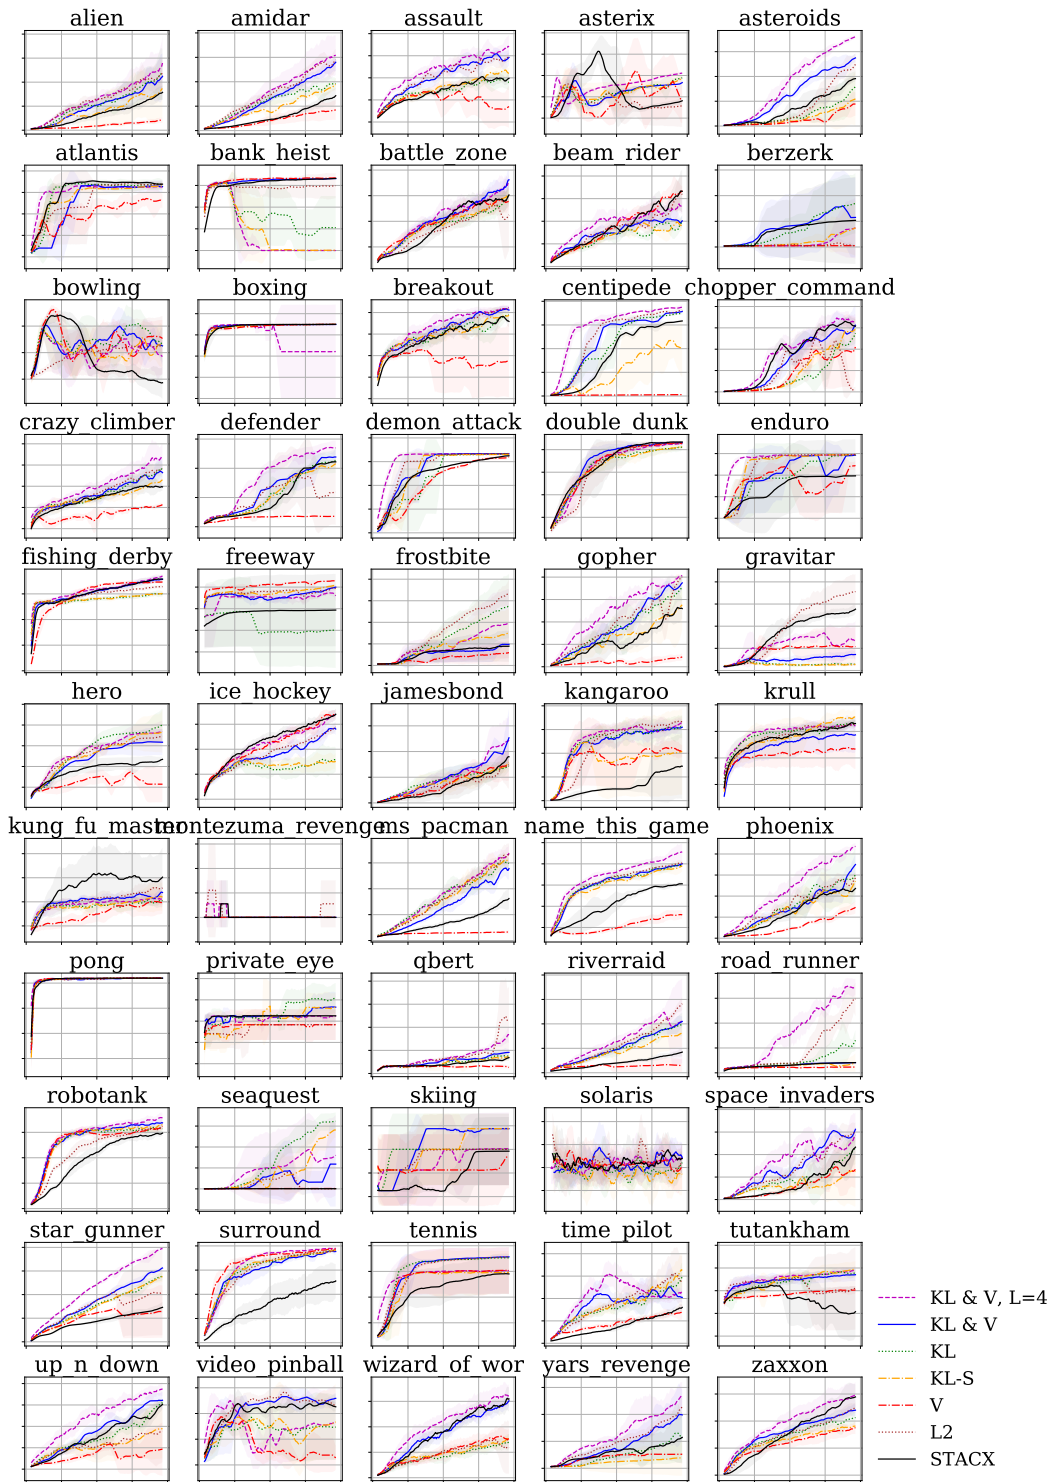 alien amidar assault asterix asteroids
atlantis bank_heist battle_zone beam_rider berzerk
bowling boxing breakout centipede chopper_command
crazy_climber defender demon_attack double_dunk enduro
fishing_derby freeway frostbite gopher gravitar
hero ice_hockey jamesbond kangaroo krull
kung_fu_master montezuma_revenge ms_pacman name_this_game phoenix
pong private_eye qbert riverraid road_runner
robotank seaquest skiing solaris space_invaders
star_gunner surround tennis time_pilot tutankham
up_n_down video_pinball wizard_of_wor yars_revenge zaxxon
KL & V, L=4
KL & V
KL
KL-S
V
L2
STACX